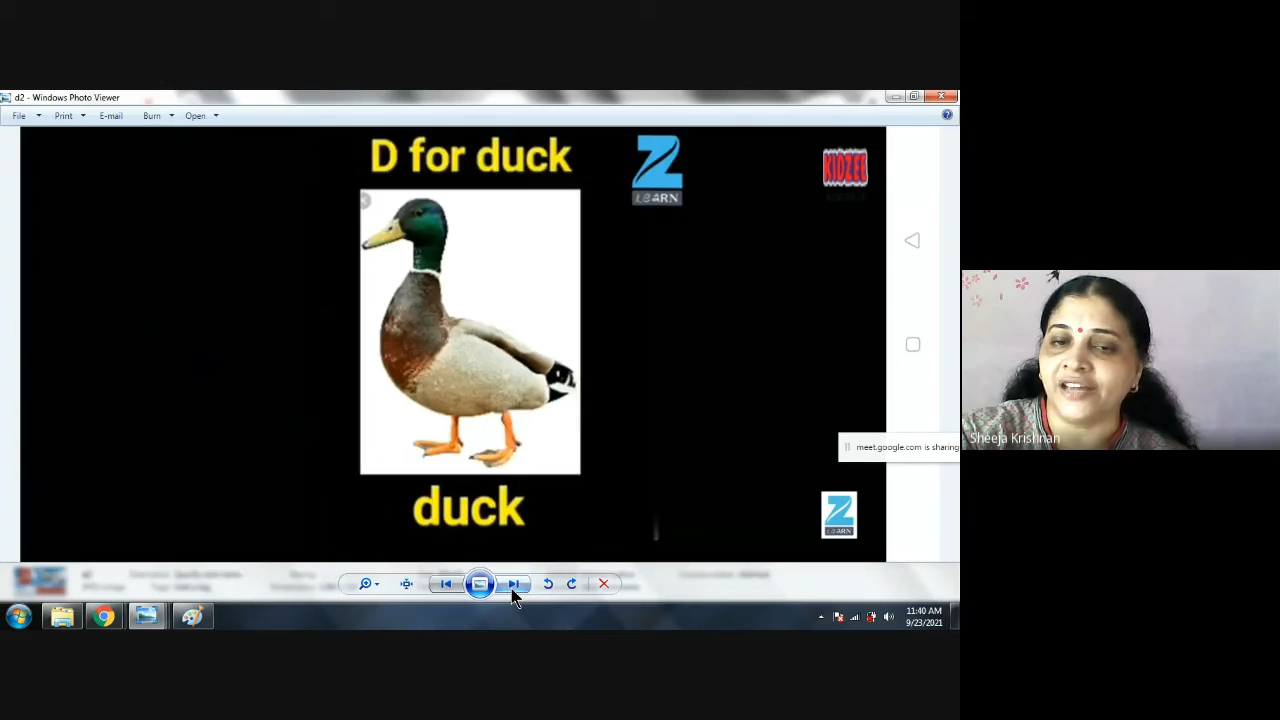 d2 - Windows Photo Viewer
File Print E-mail Burn Open
D for duck
Z
LEARN
KIDZEE
duck
meet.google.com is sharing
Z
LEARN
Sheeja Krishnan
11:40 AM
9/23/2021